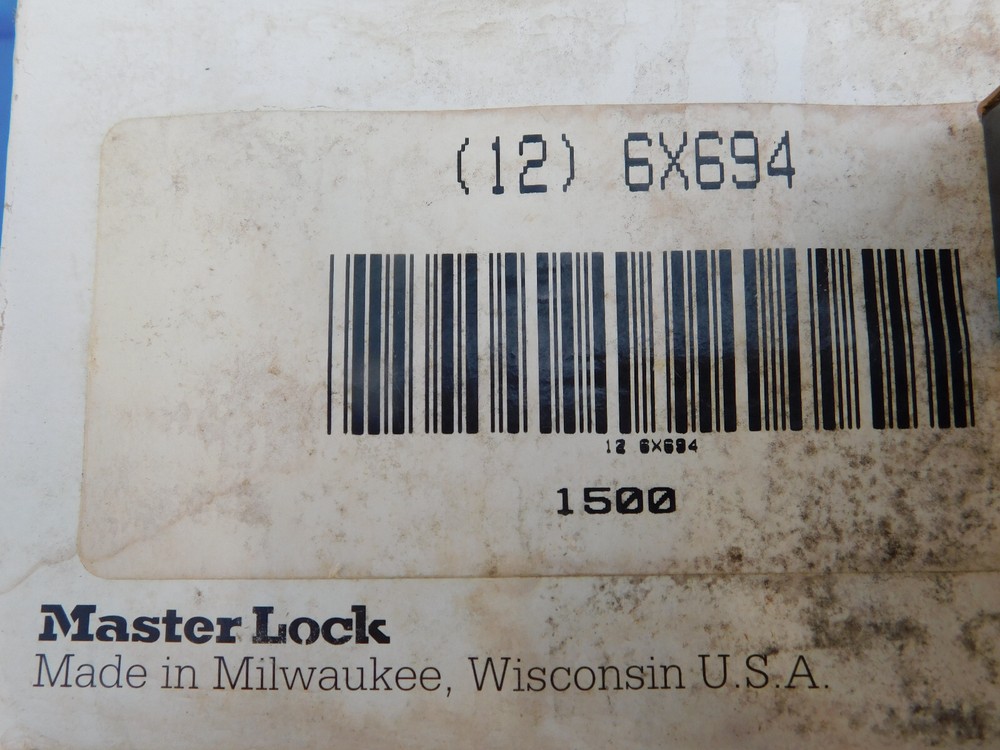 (12) 6X694
12 6X694
1500
Master Lock
Made in Milwaukee, Wisconsin U.S.A.